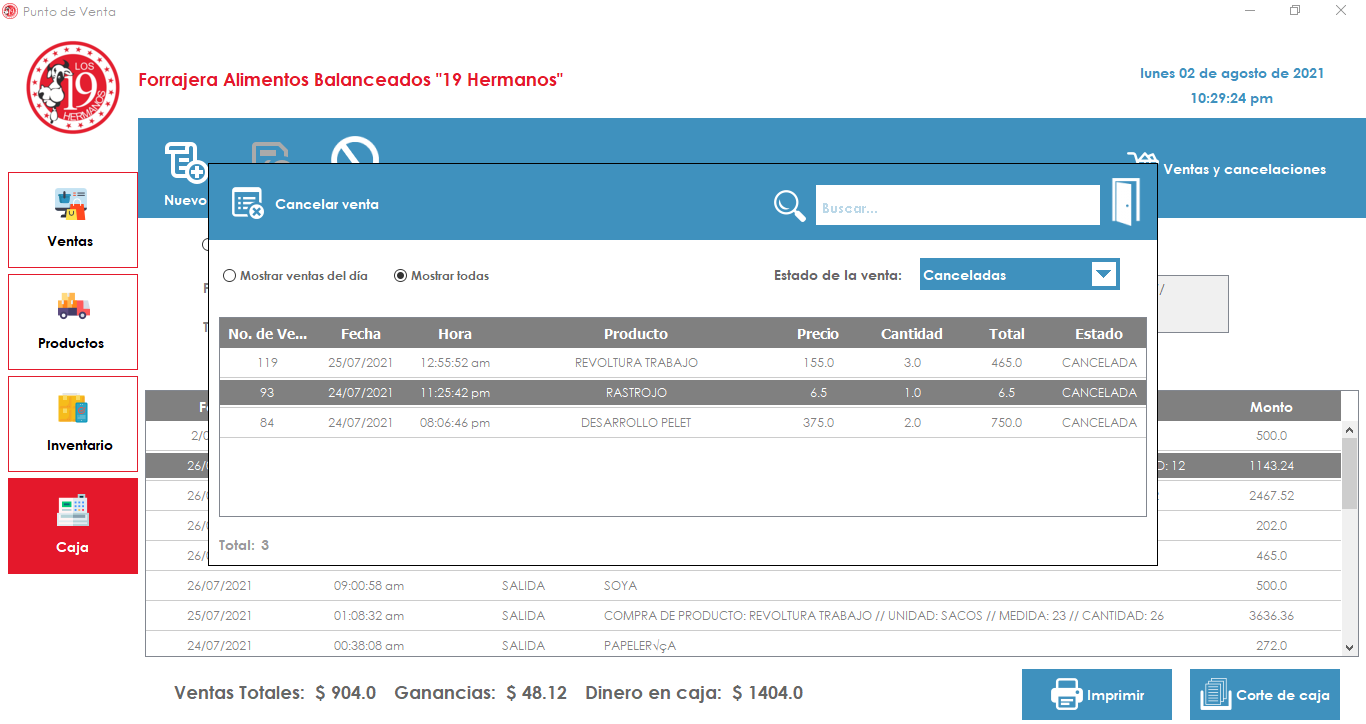 Punto de Venta
LOS
19
HERMANOS
Forrajera Alimentos Balanceados "19 Hermanos"
lunes 02 de agosto de 2021
10:29:24 pm
Nuevo
Ventas y cancelaciones
Cancelar venta
Buscar...
Ventas
Productos
Inventario
Caja
Mostrar ventas del día
Mostrar todas
Estado de la venta:
Canceladas
No. de Ve... Fecha Hora Producto Precio Cantidad Total Estado
119 25/07/2021 12:55:52 am REVOLTURA TRABAJO 155.0 3.0 465.0 CANCELADA
93 24/07/2021 11:25:42 pm RASTROJO 6.5 1.0 6.5 CANCELADA
84 24/07/2021 08:06:46 pm DESARROLLO PELET 375.0 2.0 750.0 CANCELADA
Total: 3
Monto
2/0 500.0
26/0 D: 12 1143.24
26/0 2467.52
26/0 202.0
26/0 465.0
26/07/2021 09:00:58 am SALIDA SOYA 500.0
25/07/2021 01:08:32 am SALIDA COMPRA DE PRODUCTO: REVOLTURA TRABAJO // UNIDAD: SACOS // MEDIDA: 23 // CANTIDAD: 26 3636.36
24/07/2021 00:38:08 am SALIDA PAPELER√çA 272.0
Ventas Totales: $ 904.0 Ganancias: $ 48.12 Dinero en caja: $ 1404.0
Imprimir
Corte de caja